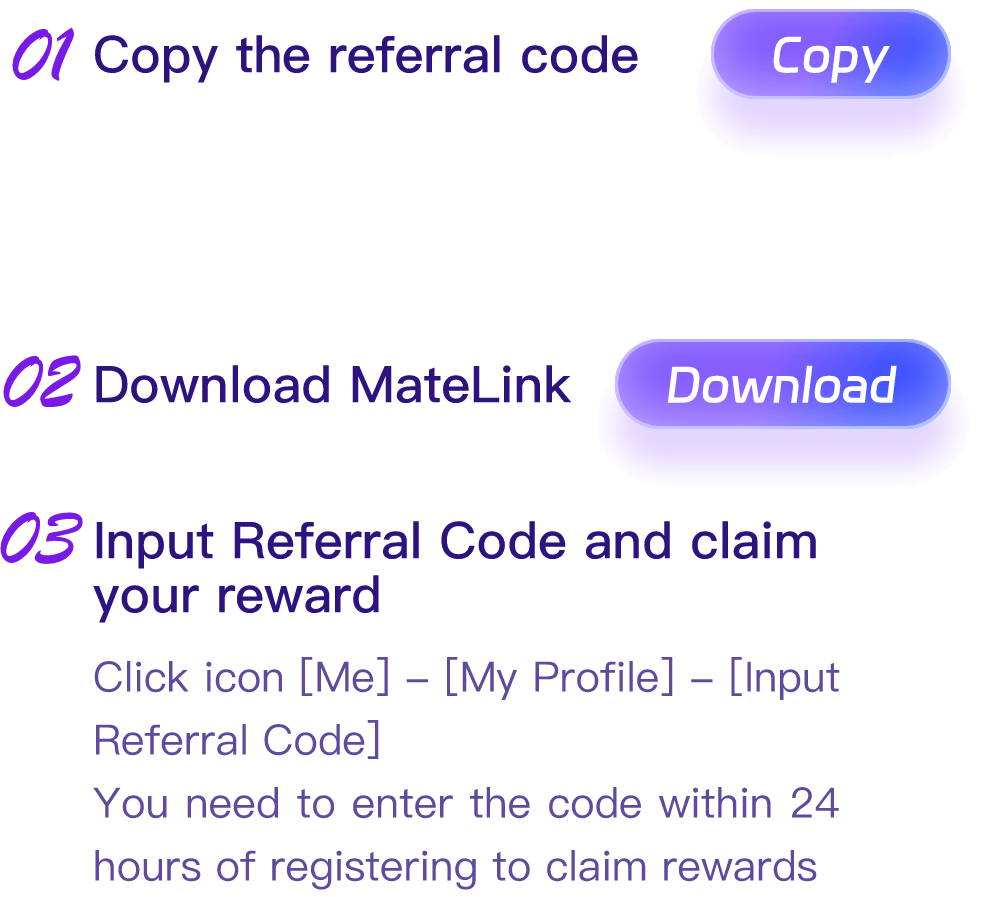 01 Copy the referral code Copy
02 Download MateLink Download
03 Input Referral Code and claim
your reward
Click icon [Me] – [My Profile] – [Input
Referral Code]
You need to enter the code within 24
hours of registering to claim rewards